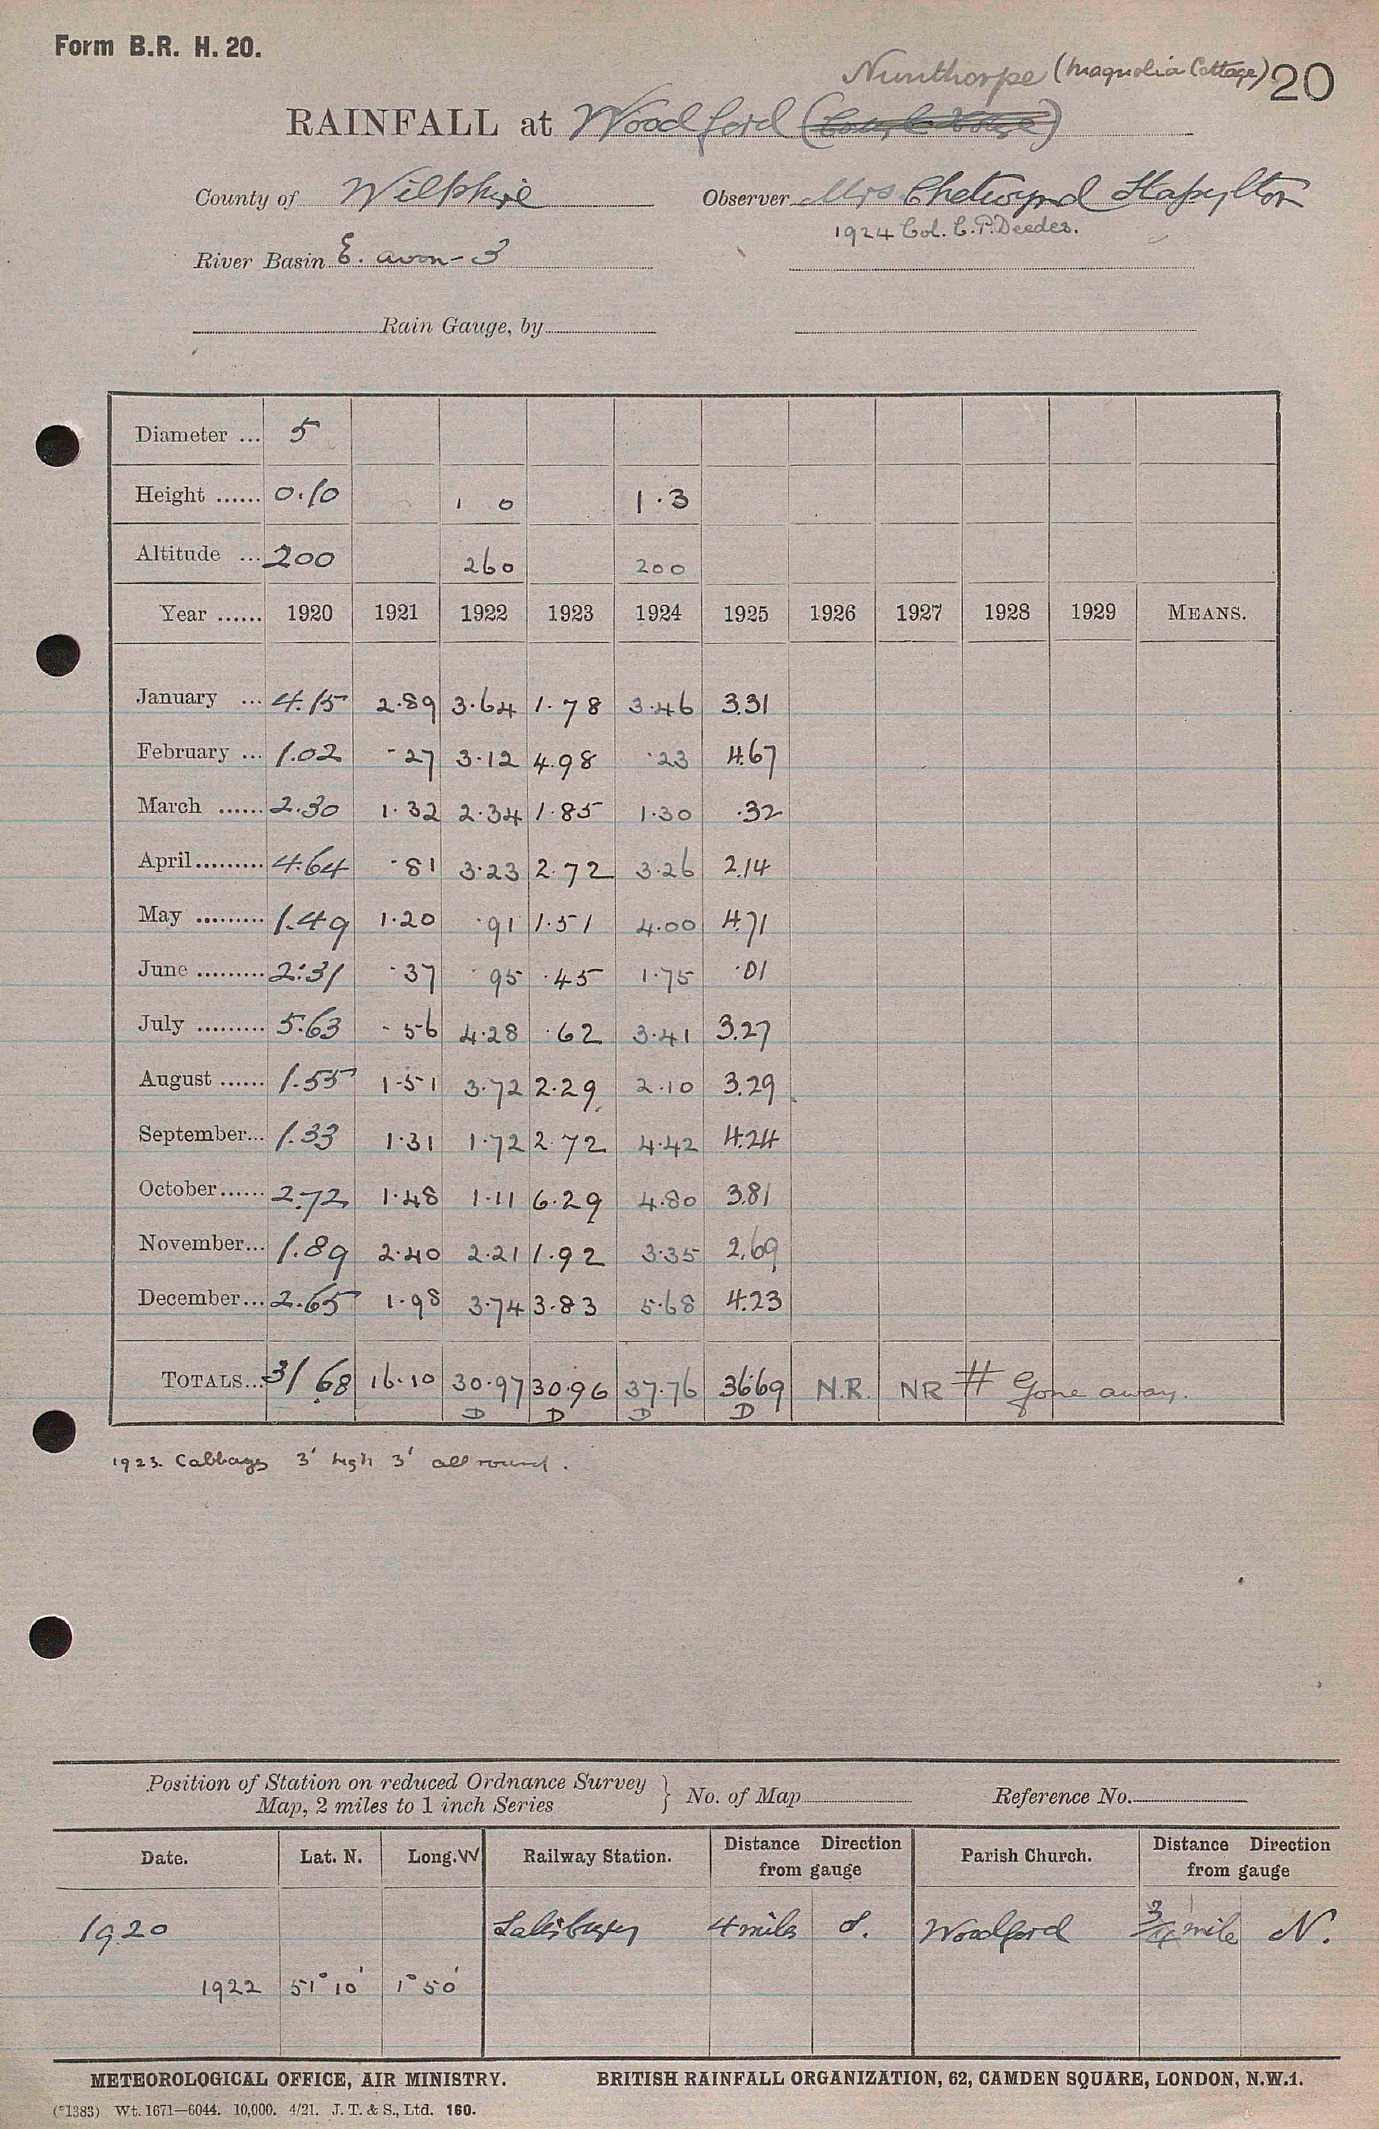 Form B.R. H. 20.
Nunthorpe (Magnolia Cottage) 20
RAINFALL at Woodford
County of Wiltshire Observer Mrs Chetwynd Stapylton
1924 Col. C. P. Deedes.
River Basin E. avon - 3
Rain Gauge, by
Diameter ... 5
Height ...... 0.10 1 0 1.3
Altitude ... 200 260 200
Year ...... 1920 1921 1922 1923 1924 1925 1926 1927 1928 1929 MEANS.
January ... 4.15 2.89 3.64 1.78 3.46 3.31
February ... 1.02 .27 3.12 4.98 .23 4.67
March ...... 2.30 1.32 2.34 1.85 1.30 .32
April ......... 4.64 .81 3.23 2.72 3.26 2.14
May ......... 1.49 1.20 .91 1.51 4.00 4.71
June ......... 2.31 .37 .95 .45 1.75 .01
July ......... 5.63 .56 4.28 .62 3.41 3.27
August ...... 1.55 1.51 3.72 2.29 2.10 3.29
September... 1.33 1.31 1.72 2.72 4.42 4.24
October...... 2.72 1.48 1.11 6.29 4.80 3.81
November... 1.89 2.40 2.21 1.92 3.35 2.69
December... 2.65 1.98 3.74 3.83 5.68 4.23
TOTALS... 31.68 16.10 30.97 30.96 37.76 36.69 N.R. NR # Gone away.
D D D D
1923. Cabbages 3' high 3' all round.
Position of Station on reduced Ordnance Survey
Map, 2 miles to 1 inch Series } No. of Map Reference No.
Date. Lat. N. Long. W Railway Station. Distance Direction from gauge Parish Church. Distance Direction from gauge
1920 Salisbury 4 miles S. Woodford 3/4 mile N.
1922 51° 10' 1° 50'
METEOROLOGICAL OFFICE, AIR MINISTRY. BRITISH RAINFALL ORGANIZATION, 62, CAMDEN SQUARE, LONDON, N.W.1.
(*1383) Wt. 1671—6044. 10,000. 4/21. J. T. & S., Ltd. 160.